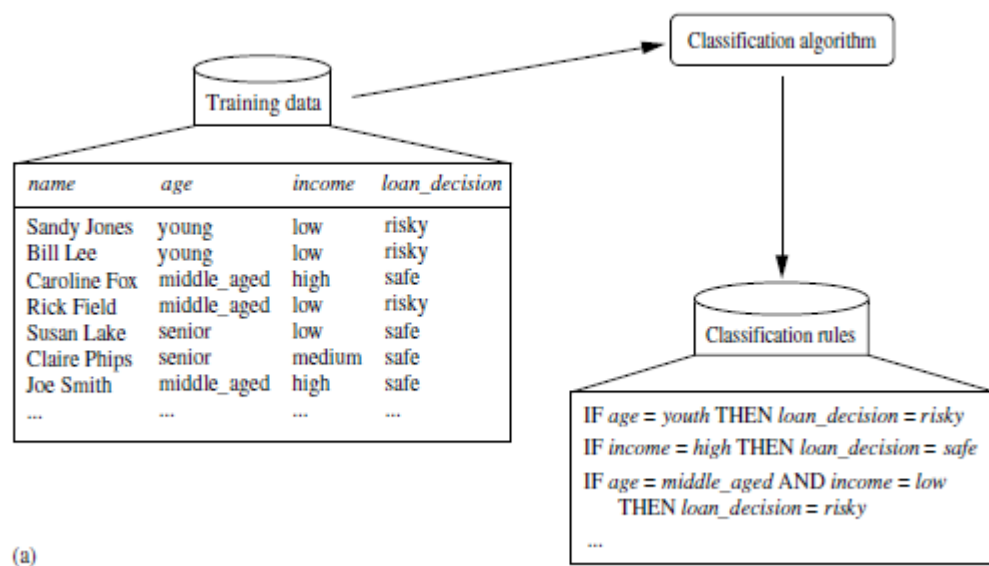 Classification algorithm
Training data
name age income loan_decision
Sandy Jones young low risky
Bill Lee young low risky
Caroline Fox middle_aged high safe
Rick Field middle_aged low risky
Susan Lake senior low safe
Claire Phips senior medium safe
Joe Smith middle_aged high safe
... ... ... ...
Classification rules
IF age = youth THEN loan_decision = risky
IF income = high THEN loan_decision = safe
IF age = middle_aged AND income = low
THEN loan_decision = risky
...
(a)